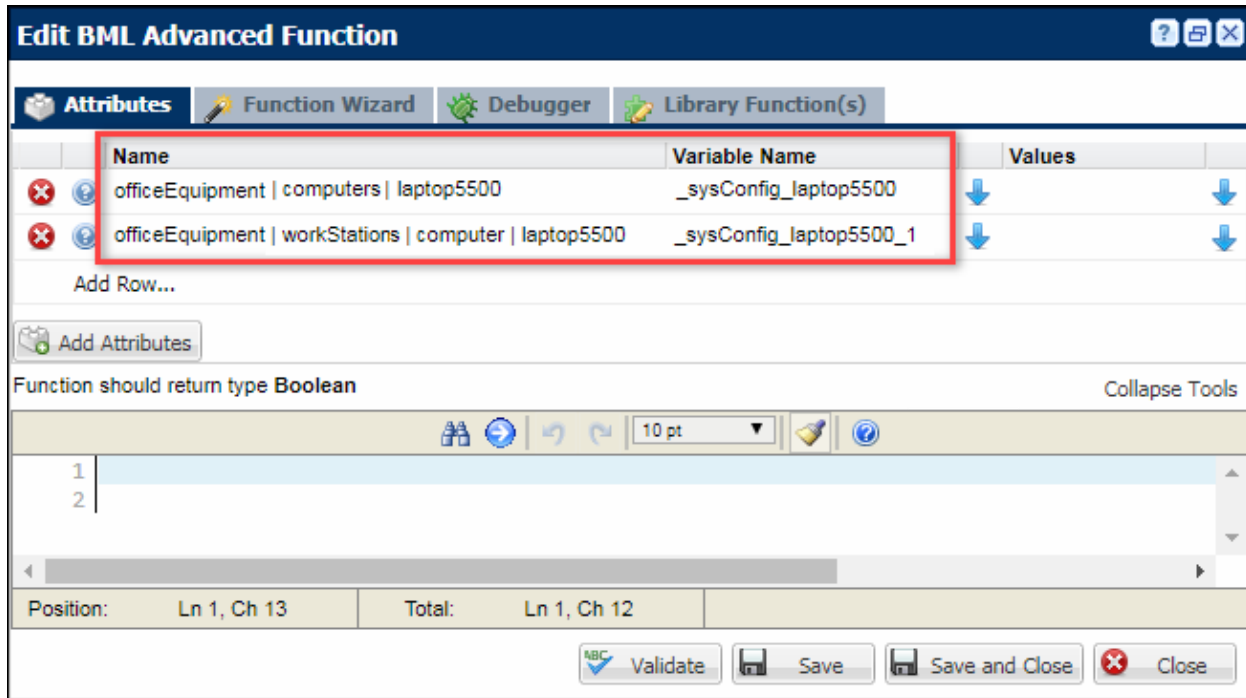 Edit BML Advanced Function
Attributes Function Wizard Debugger Library Function(s)
Name Variable Name Values
officeEquipment | computers | laptop5500 _sysConfig_laptop5500
officeEquipment | workStations | computer | laptop5500 _sysConfig_laptop5500_1
Add Row...
Add Attributes
Function should return type Boolean Collapse Tools
10 pt
1
2
Position: Ln 1, Ch 13 Total: Ln 1, Ch 12
ABC Validate Save Save and Close Close